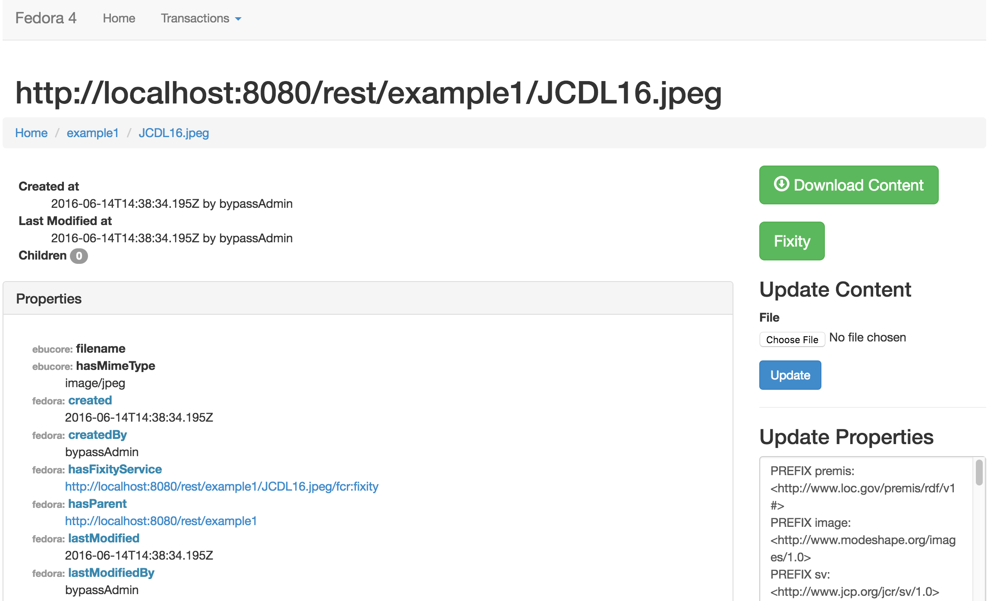 Fedora 4 Home Transactions
http://localhost:8080/rest/example1/JCDL16.jpeg
Home / example1 / JCDL16.jpeg
Created at
2016-06-14T14:38:34.195Z by bypassAdmin
Last Modified at
2016-06-14T14:38:34.195Z by bypassAdmin
Children 0
Properties
ebucore: filename
ebucore: hasMimeType
image/jpeg
fedora: created
2016-06-14T14:38:34.195Z
fedora: createdBy
bypassAdmin
fedora: hasFixityService
http://localhost:8080/rest/example1/JCDL16.jpeg/fcr:fixity
fedora: hasParent
http://localhost:8080/rest/example1
fedora: lastModified
2016-06-14T14:38:34.195Z
fedora: lastModifiedBy
bypassAdmin
Download Content
Fixity
Update Content
File
Choose File No file chosen
Update
Update Properties
PREFIX premis:
<http://www.loc.gov/premis/rdf/v1
#>
PREFIX image:
<http://www.modeshape.org/imag
es/1.0>
PREFIX sv:
<http://www.jcp.org/jcr/sv/1.0>